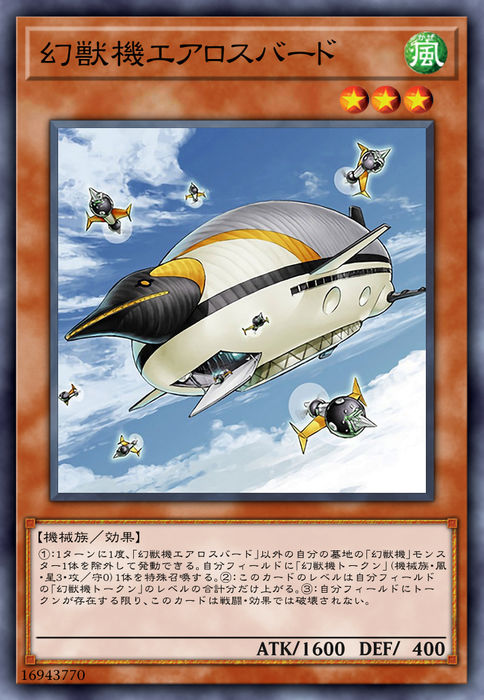 幻獣機エアロスバード
かぜ
風
【機械族／効果】
①:1ターンに1度、「幻獣機エアロスバード」以外の自分の墓地の「幻獣機」モンス
ター1体を除外して発動できる。自分フィールドに「幻獣機トークン」(機械族・風
・星3・攻／守0)1体を特殊召喚する。②:このカードのレベルは自分フィールド
の「幻獣機トークン」のレベルの合計分だけ上がる。③:自分フィールドにトー
クンが存在する限り、このカードは戦闘・効果では破壊されない。
ATK/1600 DEF/ 400
16943770